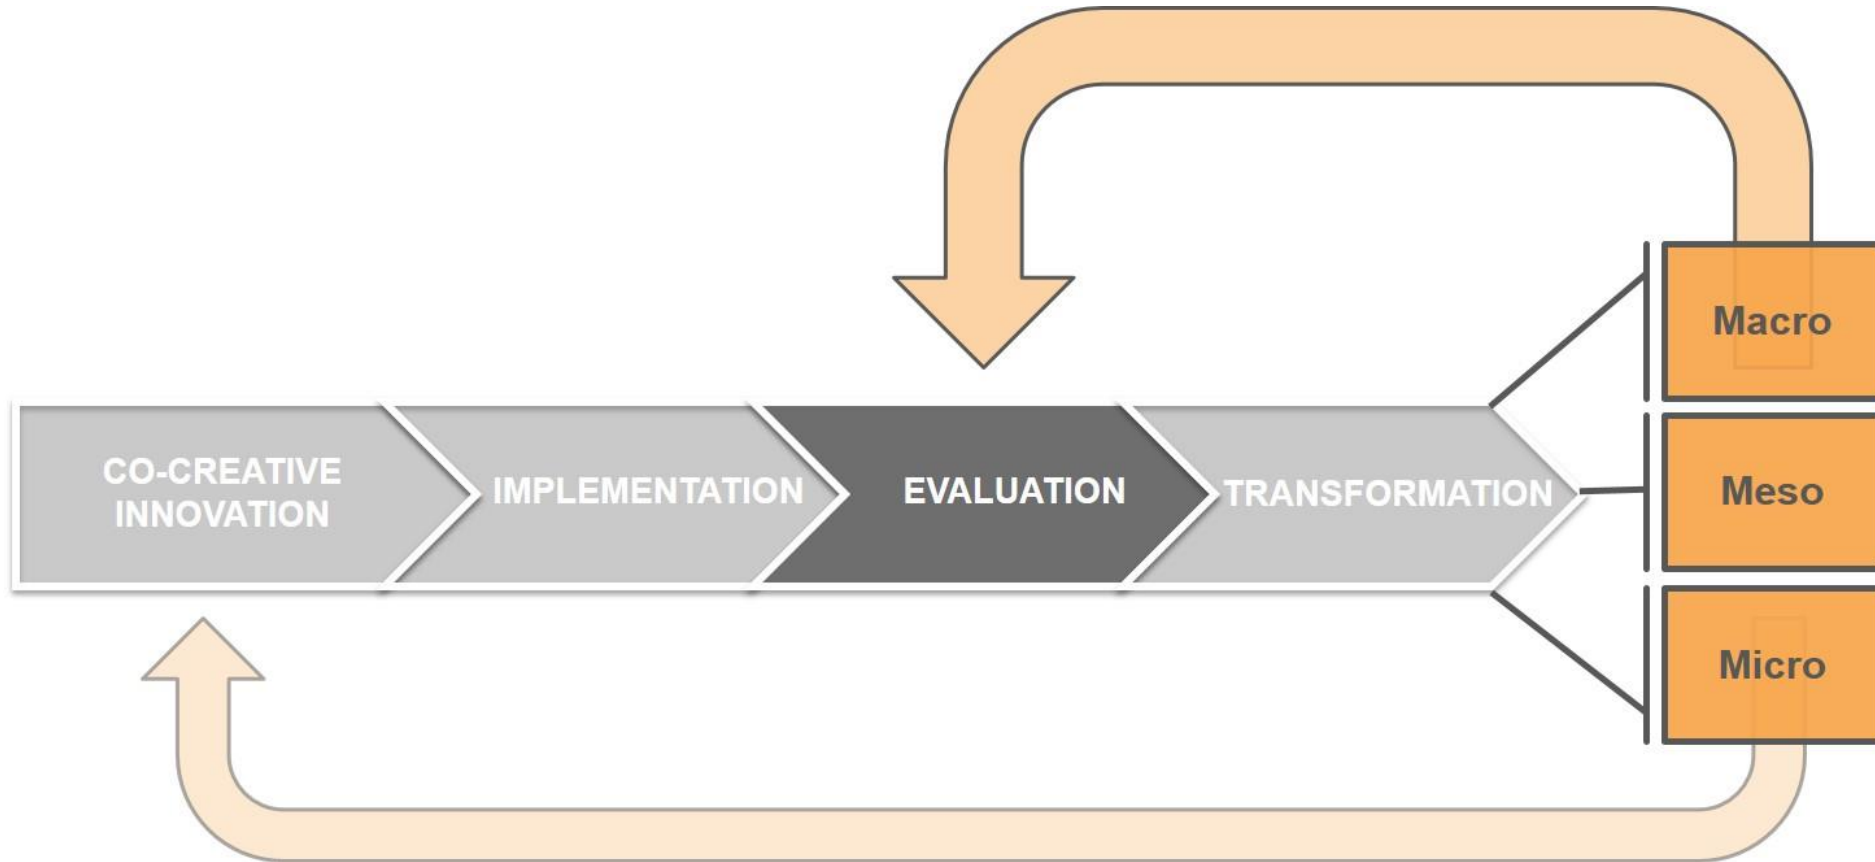 CO-CREATIVE
INNOVATION
IMPLEMENTATION
EVALUATION
TRANSFORMATION
Macro
Meso
Micro